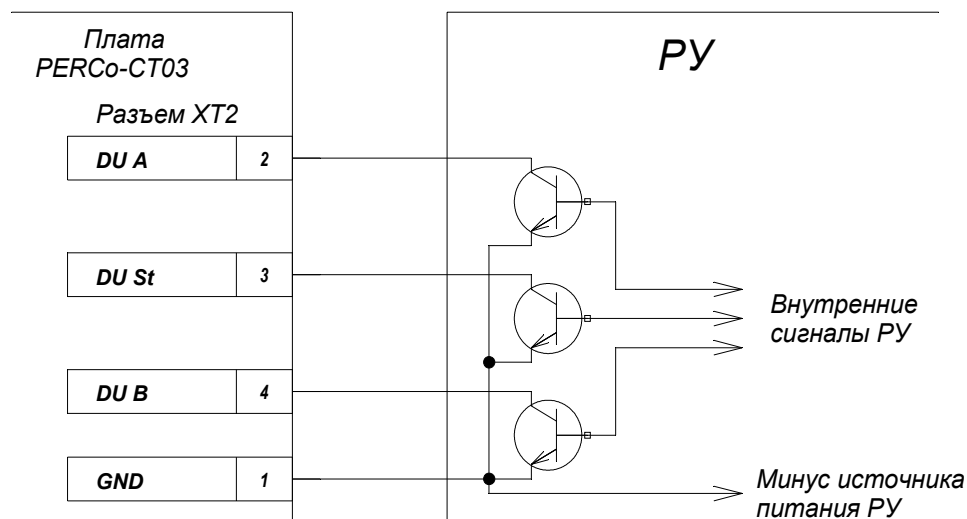 Плата
PERCo-CT03
РУ
Разъем XT2
DU A 2
DU St 3
DU B 4
GND 1
Внутренние
сигналы РУ
Минус источника
питания РУ